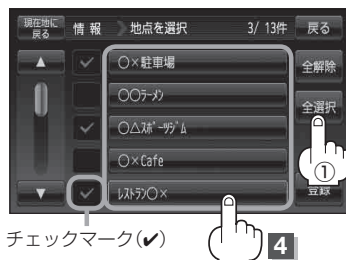 現在地に
戻る
情報 地点を選択 3/ 13件 戻る
▲ ✓ ○×駐車場 全解除
○○ラーメン
全選択
✓ ○△スポーツジム
①
○×Cafe
▼ ✓ レストラン○× 登録
チェックマーク(✔)
4